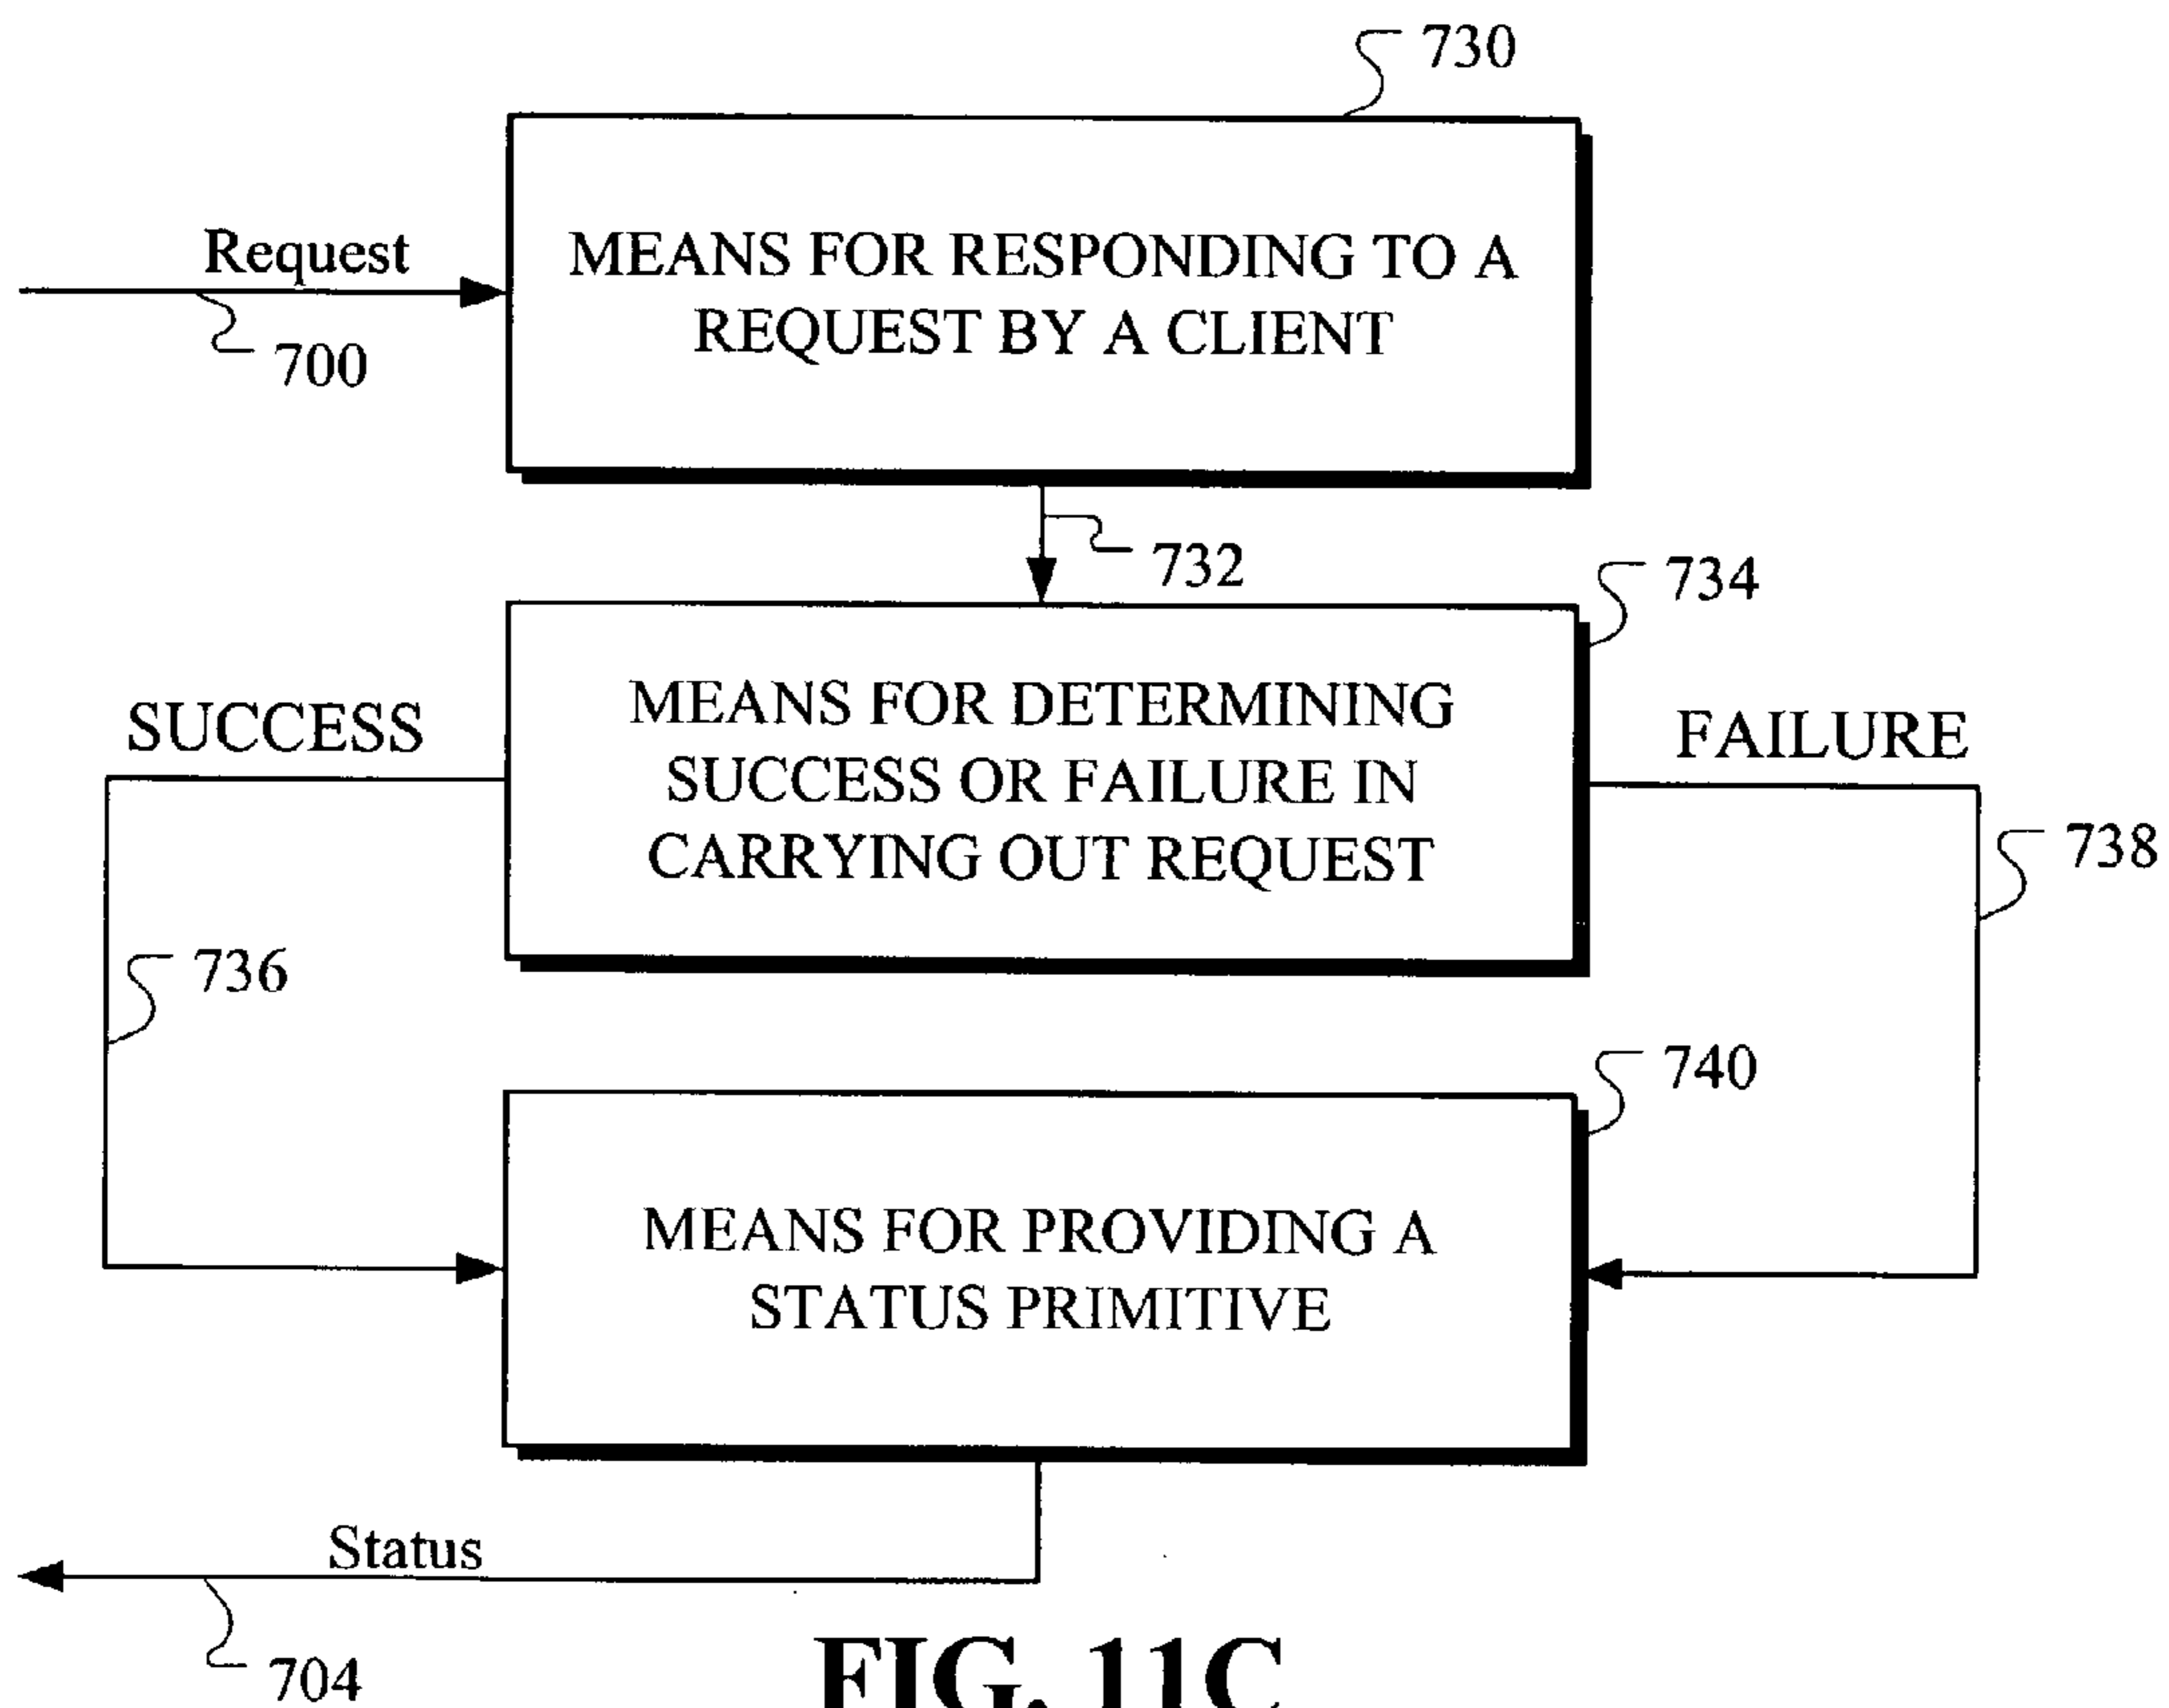 730
Request
MEANS FOR RESPONDING TO A
REQUEST BY A CLIENT
700
732
734
SUCCESS
MEANS FOR DETERMINING
SUCCESS OR FAILURE IN
CARRYING OUT REQUEST
FAILURE
738
736
740
MEANS FOR PROVIDING A
STATUS PRIMITIVE
Status
704
FIG. 11C